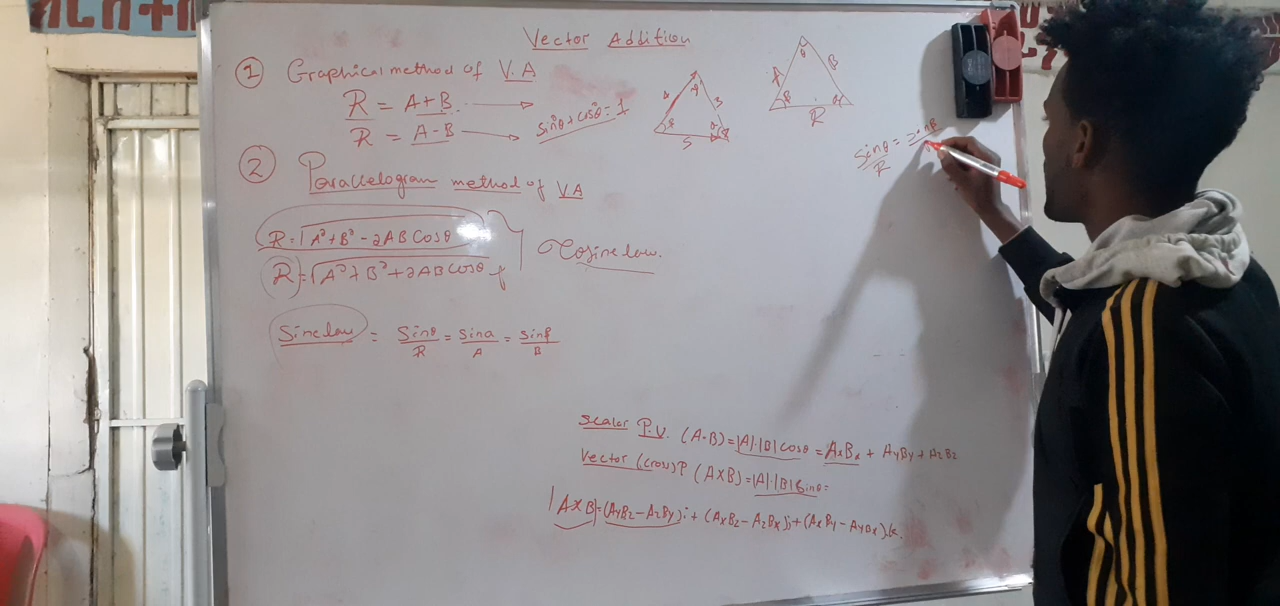 Vector Addition
① Graphical method of V.A
R = A+B
R = A-B
Sin²θ + Cos²θ = 1
② Parallelogram method of V.A
R = √A² + B² - 2AB Cosθ
R = √A² + B² + 2AB Cosθ
Cosine law.
Sine law = Sinθ/R = Sinα/A = Sinβ/B
A B
θ
R
Sinθ/R =
Scalar P.V. (A·B) = |A|·|B| Cosθ = AxBx + AyBy + AzBz
Vector (cross) P (A×B) = |A|·|B| Sinθ =
|A×B| = (AyBz - AzBy)i + (AxBz - AzBx)j + (AxBy - AyBx)k.